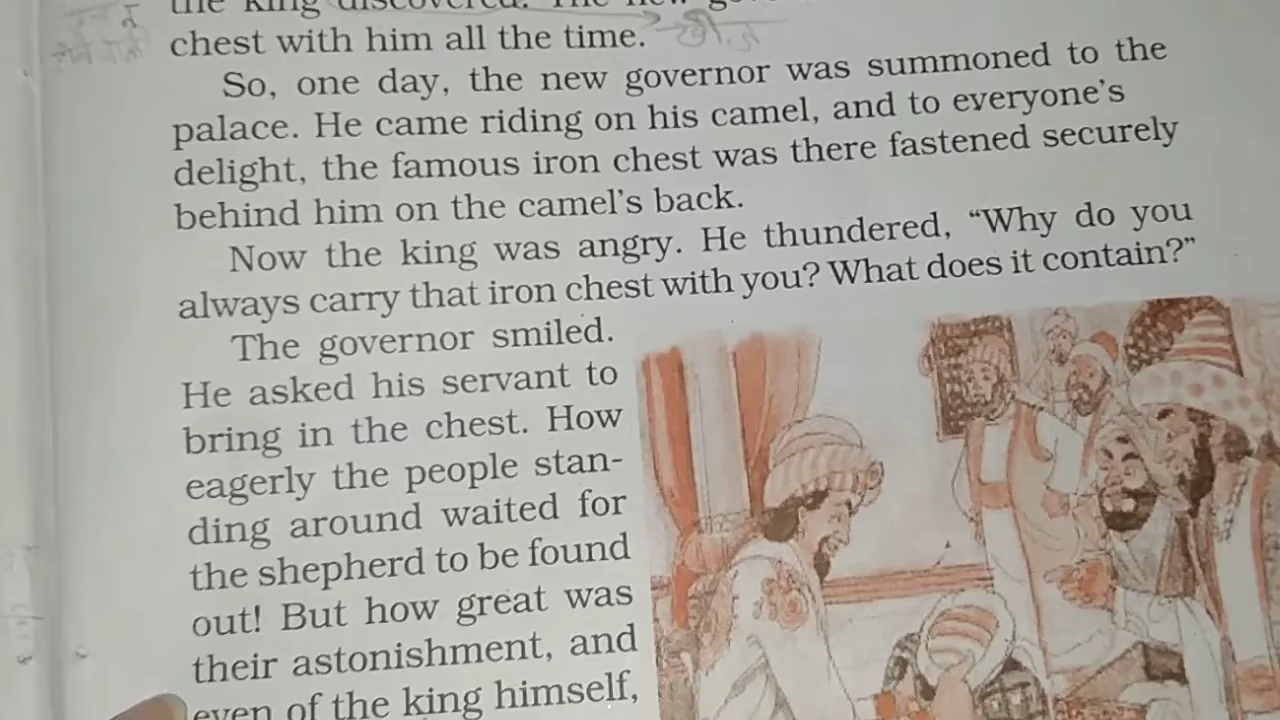 the king discovered. The new
chest with him all the time.
So, one day, the new governor was summoned to the
palace. He came riding on his camel, and to everyone's
delight, the famous iron chest was there fastened securely
behind him on the camel's back.
Now the king was angry. He thundered, “Why do you
always carry that iron chest with you? What does it contain?”
The governor smiled.
He asked his servant to
bring in the chest. How
eagerly the people stan-
ding around waited for
the shepherd to be found
out! But how great was
their astonishment, and
even of the king himself,